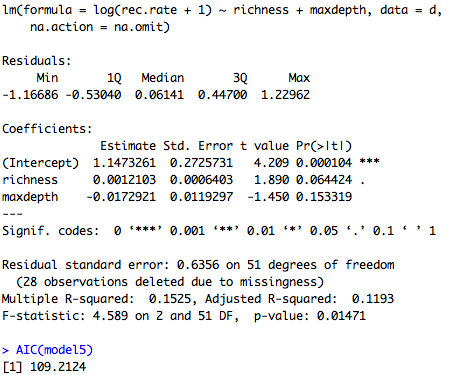 lm(formula = log(rec.rate + 1) ~ richness + maxdepth, data = d,
    na.action = na.omit)

Residuals:
     Min       1Q   Median       3Q      Max
-1.16686 -0.53040  0.06141  0.44700  1.22962

Coefficients:
              Estimate Std. Error t value Pr(>|t|)
(Intercept)  1.1473261  0.2725731   4.209 0.000104 ***
richness     0.0012103  0.0006403   1.890 0.064424 .
maxdepth    -0.0172921  0.0119297  -1.450 0.153319
---
Signif. codes:  0 ‘***’ 0.001 ‘**’ 0.01 ‘*’ 0.05 ‘.’ 0.1 ‘ ’ 1

Residual standard error: 0.6356 on 51 degrees of freedom
  (28 observations deleted due to missingness)
Multiple R-squared:  0.1525, Adjusted R-squared:  0.1193
F-statistic: 4.589 on 2 and 51 DF,  p-value: 0.01471

> AIC(model5)
[1] 109.2124